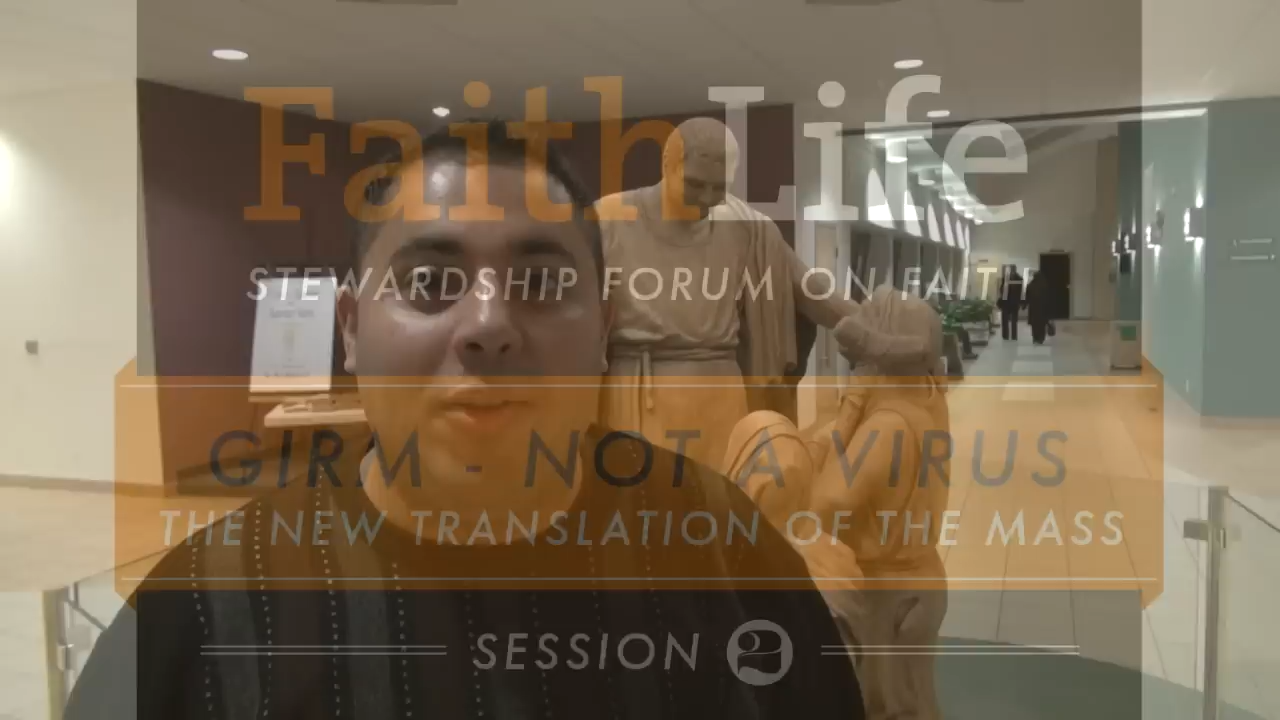 FaithLife
STEWARDSHIP FORUM ON FAITH
GIRM - NOT A VIRUS
THE NEW TRANSLATION OF THE MASS
SESSION 2